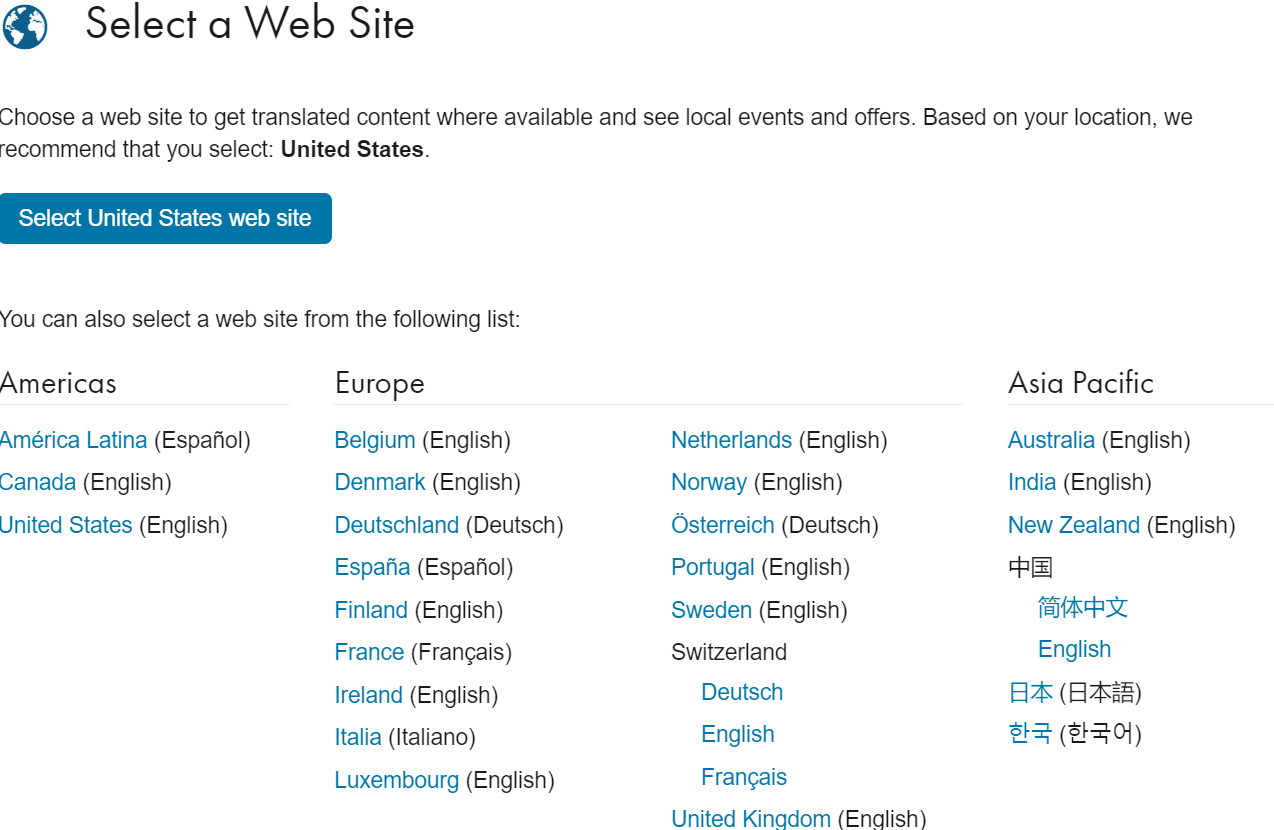 Select a Web Site
Choose a web site to get translated content where available and see local events and offers. Based on your location, we
recommend that you select: United States.
Select United States web site
You can also select a web site from the following list:
Americas
América Latina (Español)
Canada (English)
United States (English)
Europe
Belgium (English)
Denmark (English)
Deutschland (Deutsch)
España (Español)
Finland (English)
France (Français)
Ireland (English)
Italia (Italiano)
Luxembourg (English)
Netherlands (English)
Norway (English)
Österreich (Deutsch)
Portugal (English)
Sweden (English)
Switzerland
Deutsch
English
Français
United Kingdom (English)
Asia Pacific
Australia (English)
India (English)
New Zealand (English)
中国
简体中文
English
日本 (日本語)
한국 (한국어)